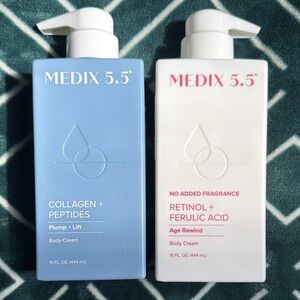 MEDIX 5.5®
COLLAGEN +
PEPTIDES
Plump + Lift
Body Cream
15 FL. OZ. (444 mL)
MEDIX 5.5®
NO ADDED FRAGRANCE
RETINOL +
FERULIC ACID
Age Rewind
Body Cream
15 FL. OZ. (444 mL)